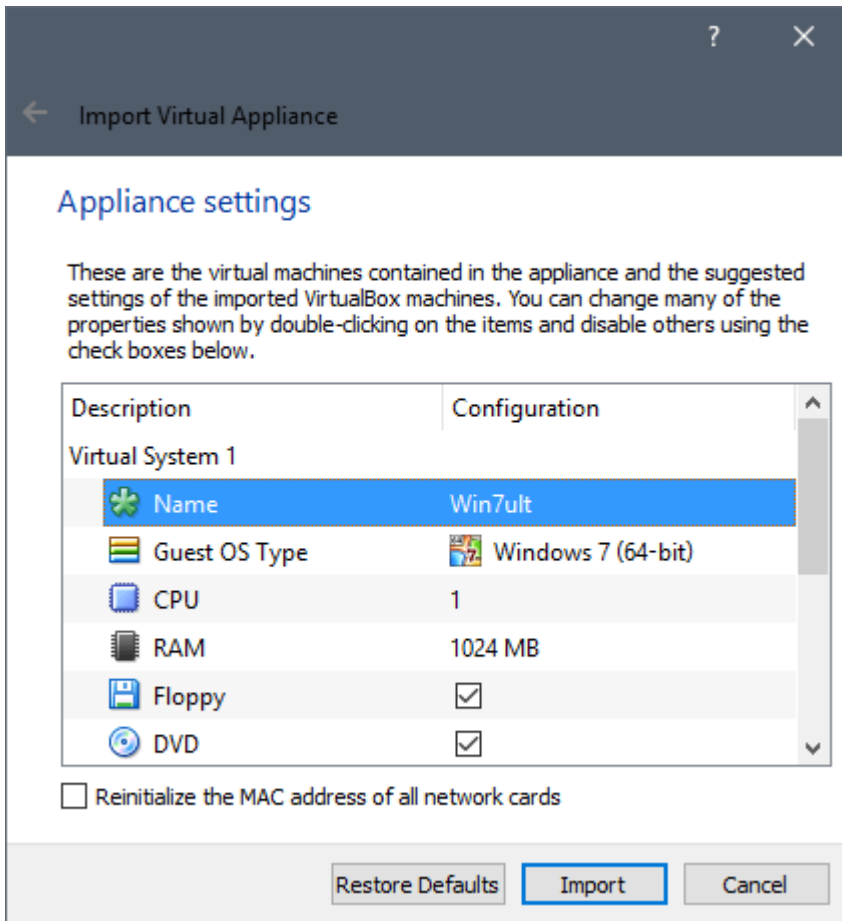 ?
Import Virtual Appliance
Appliance settings
These are the virtual machines contained in the appliance and the suggested
settings of the imported VirtualBox machines. You can change many of the
properties shown by double-clicking on the items and disable others using the
check boxes below.
Description Configuration
Virtual System 1
Name Win7ult
Guest OS Type Windows 7 (64-bit)
CPU 1
RAM 1024 MB
Floppy
DVD
Reinitialize the MAC address of all network cards
Restore Defaults Import Cancel